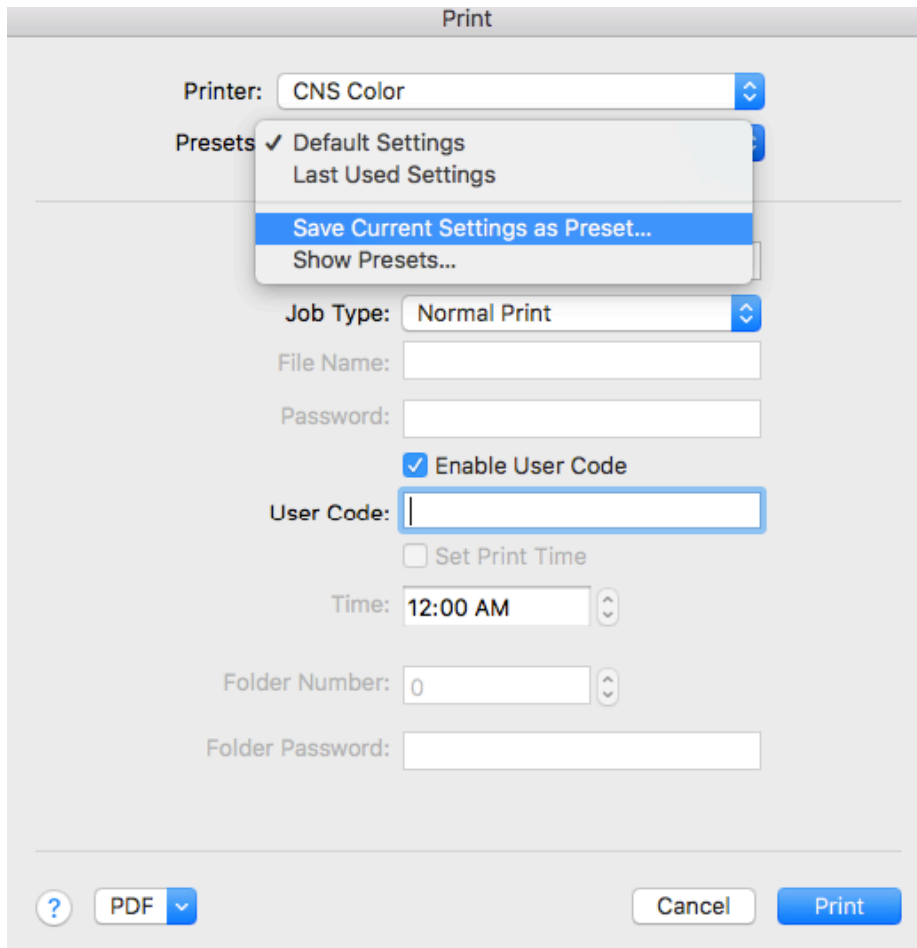 Print
Printer: CNS Color
Presets ✓ Default Settings
Last Used Settings
Save Current Settings as Preset...
Show Presets...
Job Type: Normal Print
File Name:
Password:
Enable User Code
User Code:
Set Print Time
Time: 12:00 AM
Folder Number: 0
Folder Password:
? PDF Cancel Print